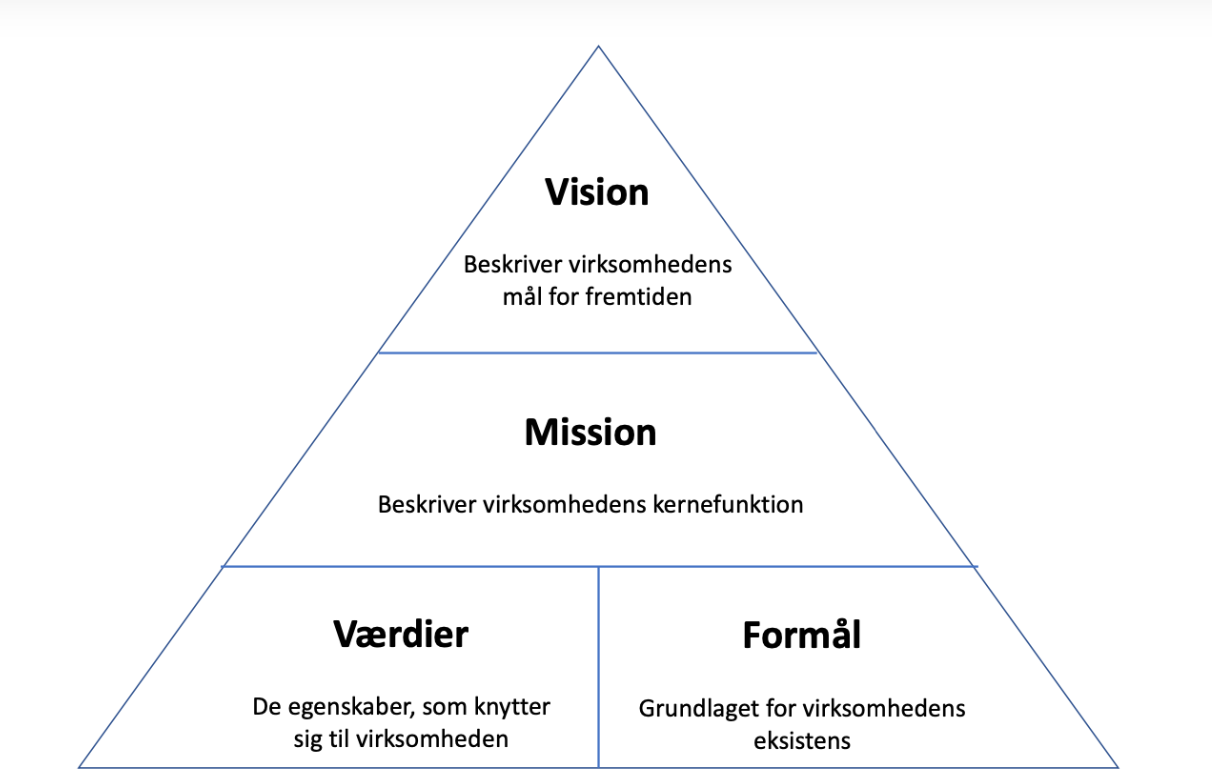 Vision
Beskriver virksomhedens
mål for fremtiden
Mission
Beskriver virksomhedens kernefunktion
Værdier
De egenskaber, som knytter
sig til virksomheden
Formål
Grundlaget for virksomhedens
eksistens